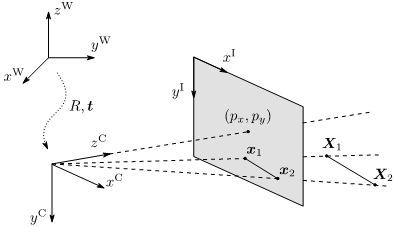 z^W
y^W
x^W
R, t
x^I
y^I
(p_x, p_y)
z^C
x^C
y^C
x_1
x_2
X_1
X_2